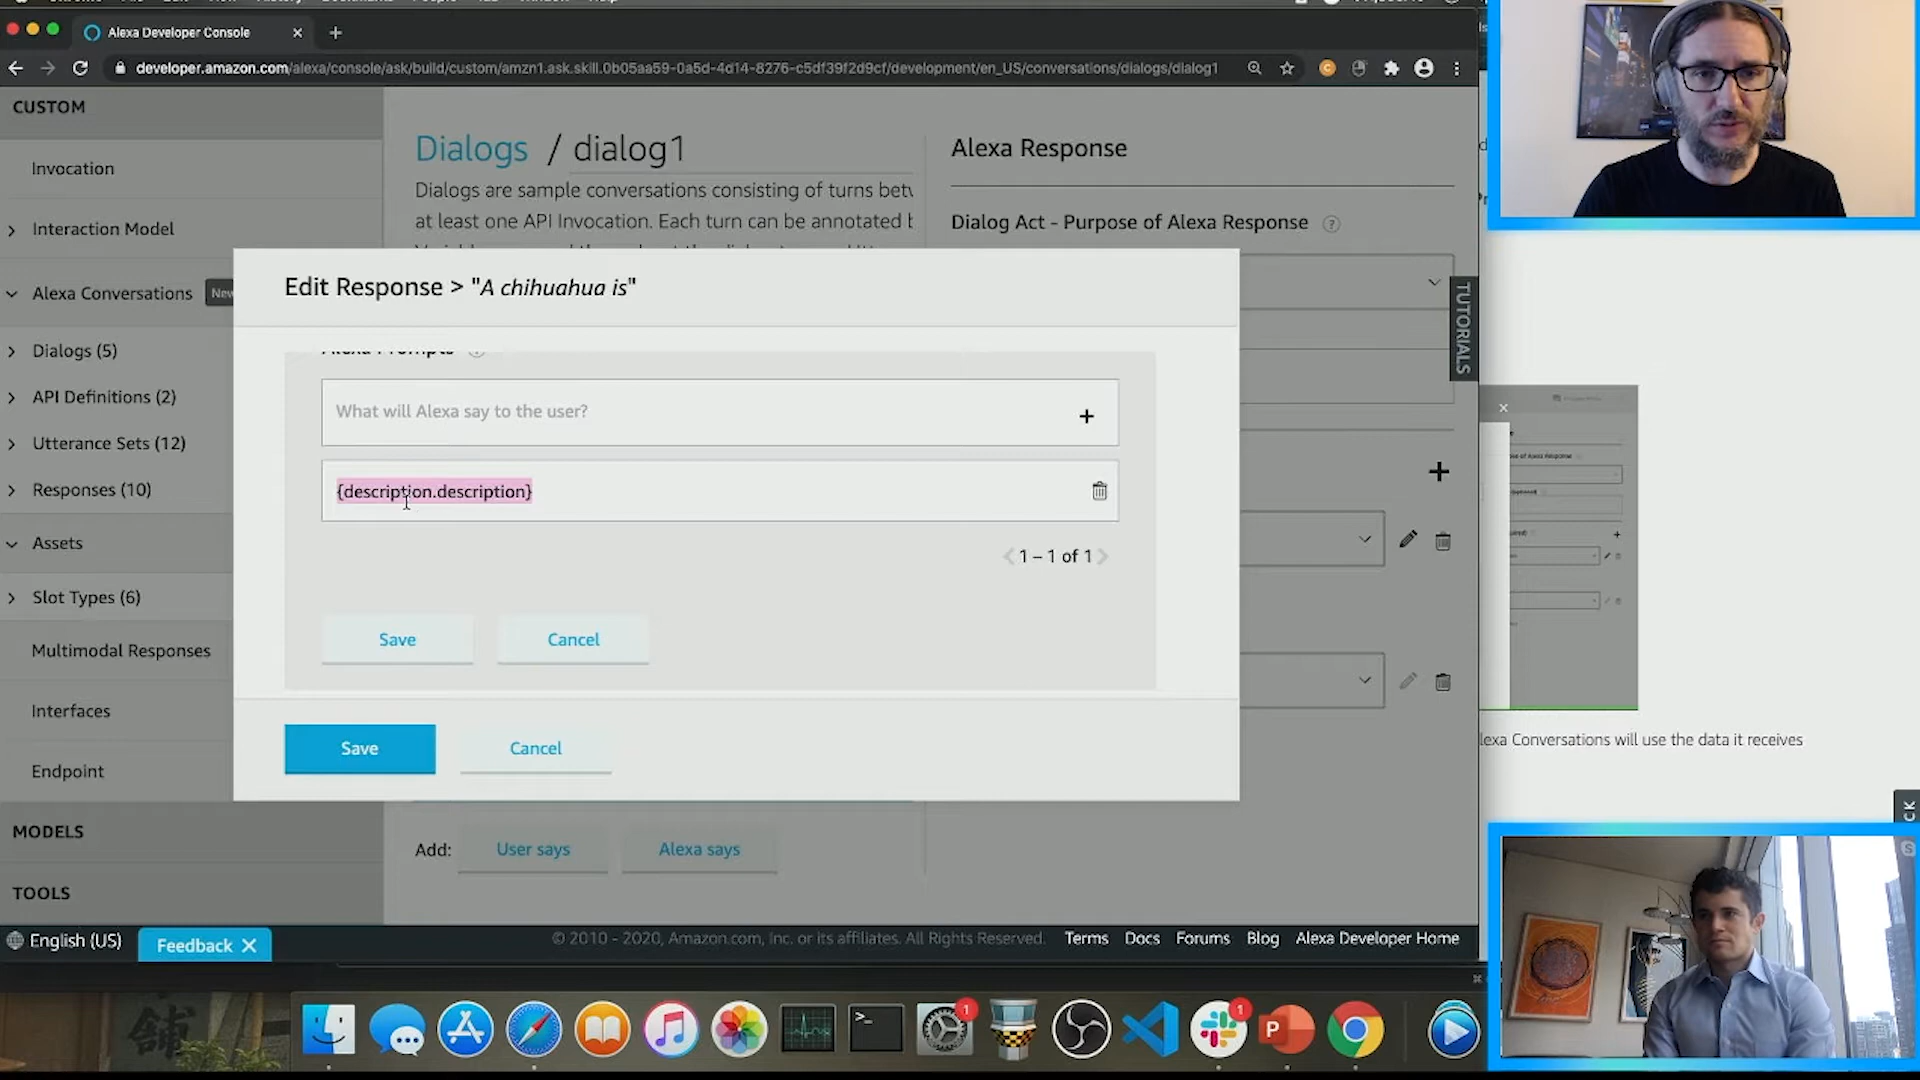 Alexa Developer Console
developer.amazon.com/alexa/console/ask/build/custom/amzn1.ask.skill.0b05aa59-0a5d-4d14-8276-c5df39f2d9cf/development/en_US/conversations/dialogs/dialog1
CUSTOM
Invocation
Interaction Model
Alexa Conversations New
Dialogs (5)
API Definitions (2)
Utterance Sets (12)
Responses (10)
Assets
Slot Types (6)
Multimodal Responses
Interfaces
Endpoint
MODELS
TOOLS
English (US)
Feedback
Dialogs / dialog1
Dialogs are sample conversations consisting of turns betw
at least one API Invocation. Each turn can be annotated b
Alexa Response
Dialog Act - Purpose of Alexa Response
TUTORIALS
Edit Response > "A chihuahua is"
Alexa Prompts
What will Alexa say to the user?
{description.description}
1 – 1 of 1
Save Cancel
Save Cancel
Add: User says Alexa says
© 2010 - 2020, Amazon.com, Inc. or its affiliates. All Rights Reserved. Terms Docs Forums Blog Alexa Developer Home
lexa Conversations will use the data it receives
CK